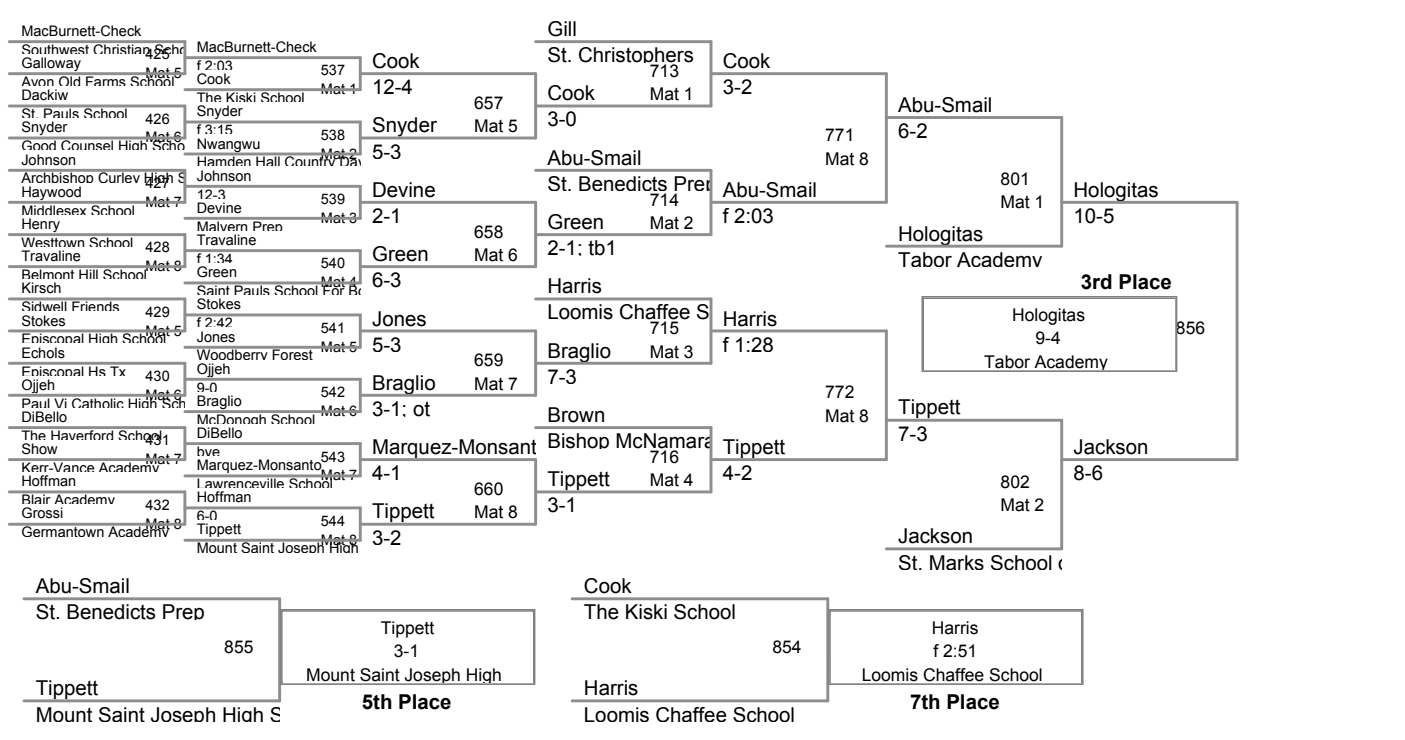 MacBurnett-Check
Southwest Christian Scho
425
Galloway
Mat 5
Avon Old Farms School
Dackiw
St. Pauls School
426
Snyder
Mat 6
Good Counsel High Scho
Johnson
Archbishop Curley High S
427
Haywood
Mat 7
Middlesex School
Henry
Westtown School
428
Travaline
Mat 8
Belmont Hill School
Kirsch
Sidwell Friends
429
Stokes
Mat 5
Episcopal High School
Echols
Episcopal Hs Tx
430
Ojjeh
Mat 6
Paul Vi Catholic High Sch
DiBello
The Haverford School
431
Show
Mat 7
Kerr-Vance Academy
Hoffman
Blair Academy
432
Grossi
Mat 8
Germantown Academy
MacBurnett-Check
f 2:03
537
Cook
Mat 1
The Kiski School
Snyder
f 3:15
538
Nwangwu
Mat 2
Hamden Hall Country Day
Johnson
12-3
539
Devine
Mat 3
Malvern Prep
Travaline
f 1:34
540
Green
Mat 4
Saint Pauls School For Bo
Stokes
f 2:42
541
Jones
Mat 5
Woodberry Forest
Ojjeh
9-0
542
Braglio
Mat 6
McDonogh School
DiBello
bye
543
Marquez-Monsanto
Mat 7
Lawrenceville School
Hoffman
6-0
544
Tippett
Mat 8
Mount Saint Joseph High
Cook
12-4
657
Mat 5
Snyder
5-3
Devine
2-1
658
Mat 6
Green
6-3
Jones
5-3
659
Mat 7
Braglio
3-1; ot
Marquez-Monsant
4-1
660
Mat 8
Tippett
3-2
Gill
St. Christophers
713
Mat 1
Cook
3-0
Abu-Smail
St. Benedicts Prep
714
Mat 2
Green
2-1; tb1
Harris
Loomis Chaffee S
715
Mat 3
Braglio
7-3
Brown
Bishop McNamara
716
Mat 4
Tippett
3-1
Cook
3-2
771
Mat 8
Abu-Smail
f 2:03
Harris
f 1:28
772
Mat 8
Tippett
4-2
Abu-Smail
6-2
801
Mat 1
Hologitas
Tabor Academy
Tippett
7-3
802
Mat 2
Jackson
St. Marks School o
Hologitas
10-5
3rd Place
Hologitas
9-4
Tabor Academy
856
Jackson
8-6
Abu-Smail
St. Benedicts Prep
855
Tippett
Mount Saint Joseph High S
Tippett
3-1
Mount Saint Joseph High
5th Place
Cook
The Kiski School
854
Harris
Loomis Chaffee School
Harris
f 2:51
Loomis Chaffee School
7th Place